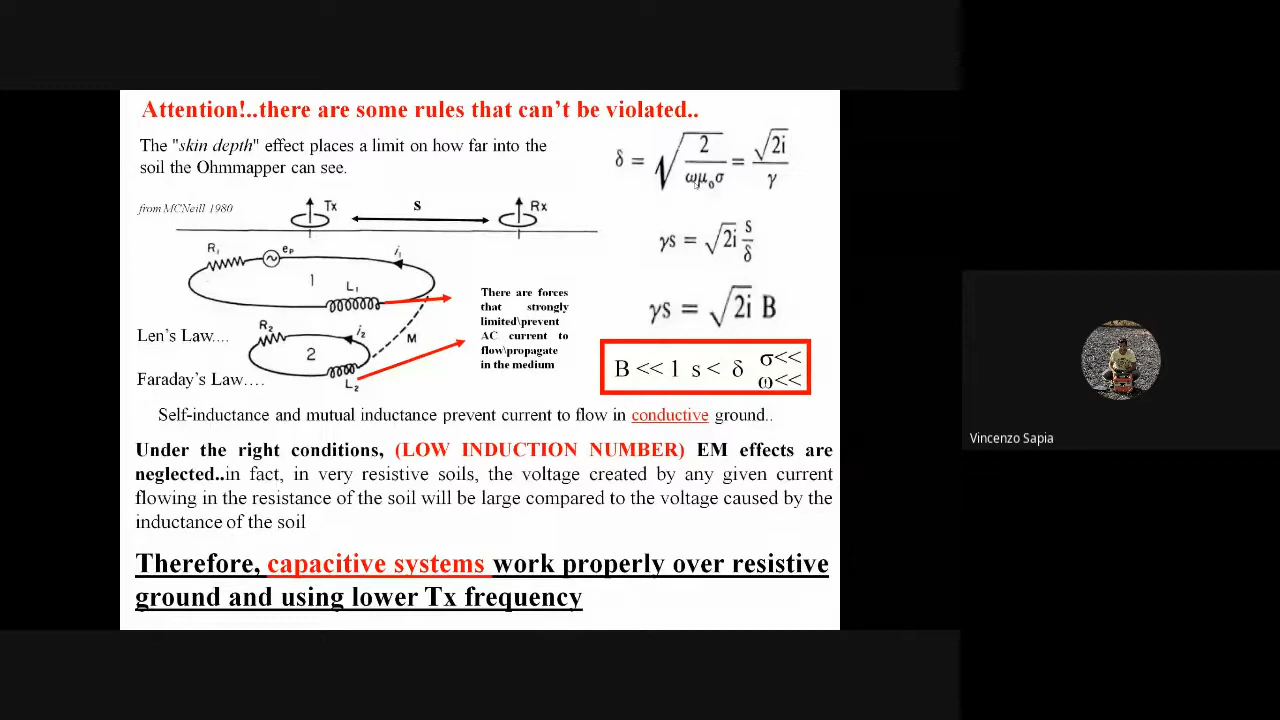 Attention!..there are some rules that can't be violated..
The "skin depth" effect places a limit on how far into the
soil the Ohmmapper can see.
δ = √ 2 / ωμ₀σ = √2i / γ
from MCNeill 1980
Tx
s
Rx
γs = √2i s/δ
R₁
eₚ
i₁
1
L₁
There are forces
that strongly
limited\prevent
AC current to
flow\propagate
in the medium
γs = √2i B
Len's Law....
R₂
i₂
M
2
L₂
Faraday's Law....
B << 1 s < δ σ<<
ω<<
Self-inductance and mutual inductance prevent current to flow in conductive ground..
Under the right conditions, (LOW INDUCTION NUMBER) EM effects are
neglected..in fact, in very resistive soils, the voltage created by any given current
flowing in the resistance of the soil will be large compared to the voltage caused by the
inductance of the soil
Therefore, capacitive systems work properly over resistive
ground and using lower Tx frequency
Vincenzo Sapia